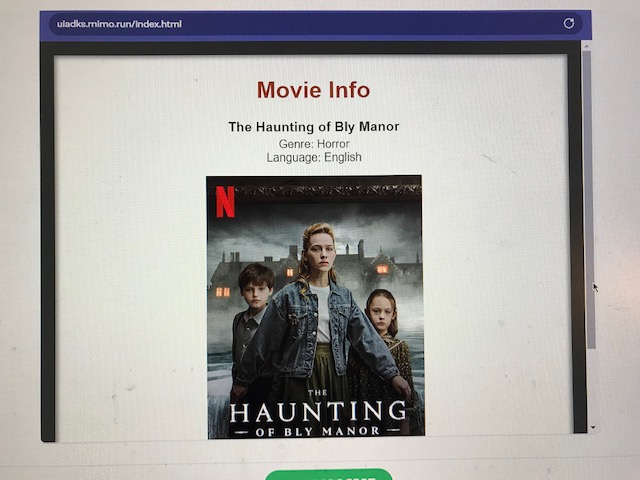 uiadks.mimo.run/index.html
Movie Info
The Haunting of Bly Manor
Genre: Horror
Language: English
N
THE
HAUNTING
OF BLY MANOR